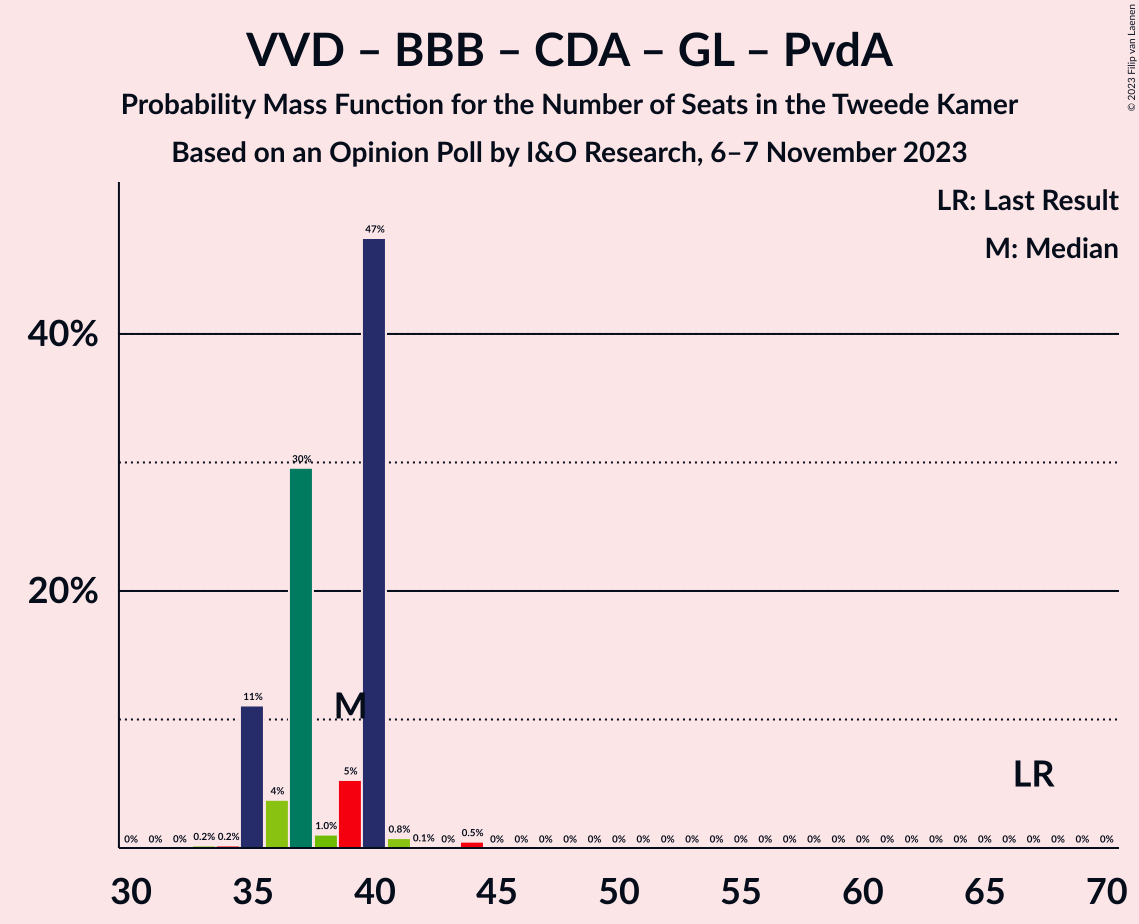 VVD – BBB – CDA – GL – PvdA
Probability Mass Function for the Number of Seats in the Tweede Kamer
Based on an Opinion Poll by I&O Research, 6–7 November 2023
© 2023 Filip van Laenen
LR: Last Result
M: Median
47%
40%
30%
20%
11%
M
5%
LR
4%
1.0%
0% 0% 0% 0.2% 0.2% 0.8% 0.1% 0% 0.5% 0% 0% 0% 0% 0% 0% 0% 0% 0% 0% 0% 0% 0% 0% 0% 0% 0% 0% 0% 0% 0% 0% 0% 0% 0% 0%
30 35 40 45 50 55 60 65 70